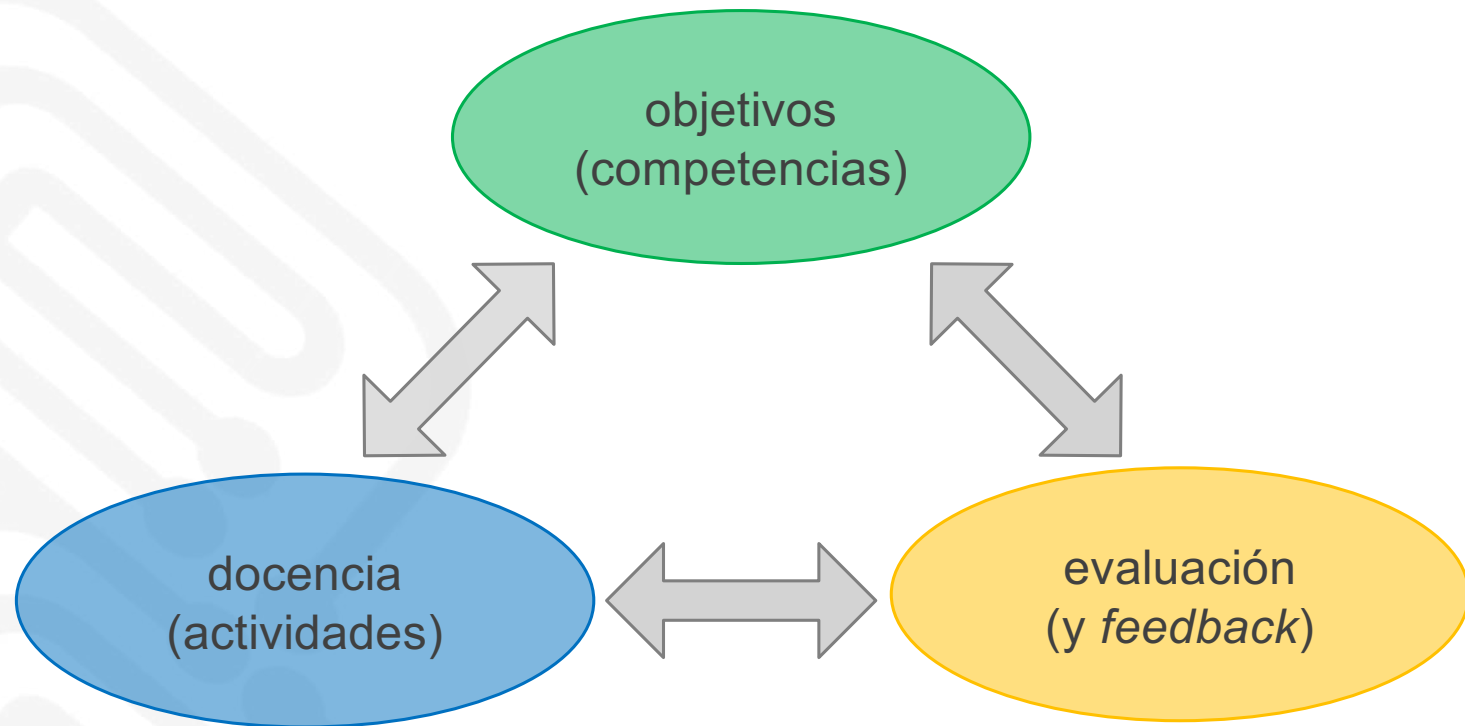 objetivos
(competencias)
docencia
(actividades)
evaluación
(y feedback)